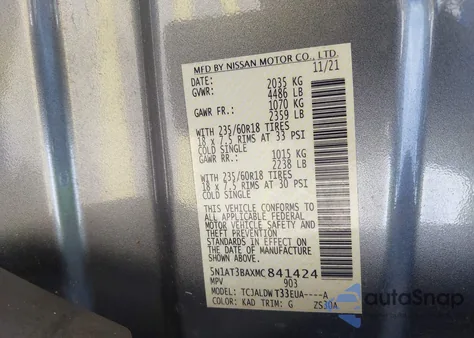 MFD BY NISSAN MOTOR CO., LTD.
DATE: 11/21
GVWR: 2035 KG
4486 LB
GAWR FR.: 1070 KG
2359 LB
WITH 235/60R18 TIRES
18 x 7.5 RIMS AT 33 PSI
COLD SINGLE
GAWR RR.: 1015 KG
2238 LB
WITH 235/60R18 TIRES
18 x 7.5 RIMS AT 30 PSI
COLD SINGLE
THIS VEHICLE CONFORMS TO
ALL APPLICABLE FEDERAL
MOTOR VEHICLE SAFETY AND
THEFT PREVENTION
STANDARDS IN EFFECT ON
THE DATE OF MANUFACTURE
SHOWN ABOVE.
5N1AT3BAXMC841424
MPV 903
MODEL: TCJALDWT33EUA----A
COLOR: KAD TRIM: G ZS30A
autoSnap